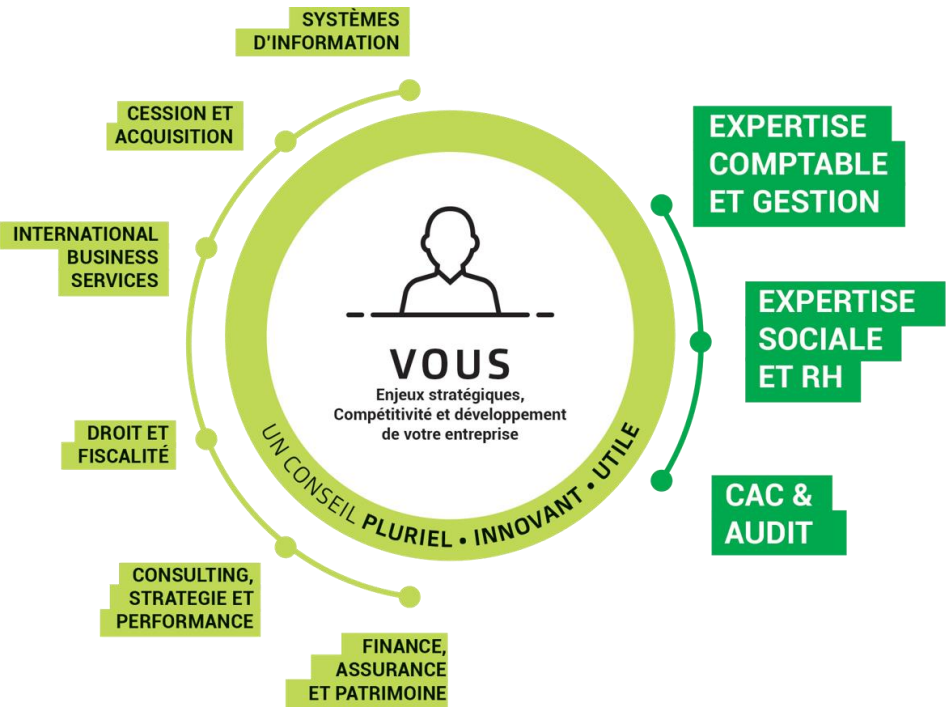 SYSTÈMES
D'INFORMATION
CESSION ET
ACQUISITION
INTERNATIONAL
BUSINESS
SERVICES
DROIT ET
FISCALITÉ
CONSULTING,
STRATEGIE ET
PERFORMANCE
FINANCE,
ASSURANCE
ET PATRIMOINE
VOUS
Enjeux stratégiques,
Compétitivité et développement
de votre entreprise
UN CONSEIL PLURIEL • INNOVANT • UTILE
EXPERTISE
COMPTABLE
ET GESTION
EXPERTISE
SOCIALE
ET RH
CAC &
AUDIT